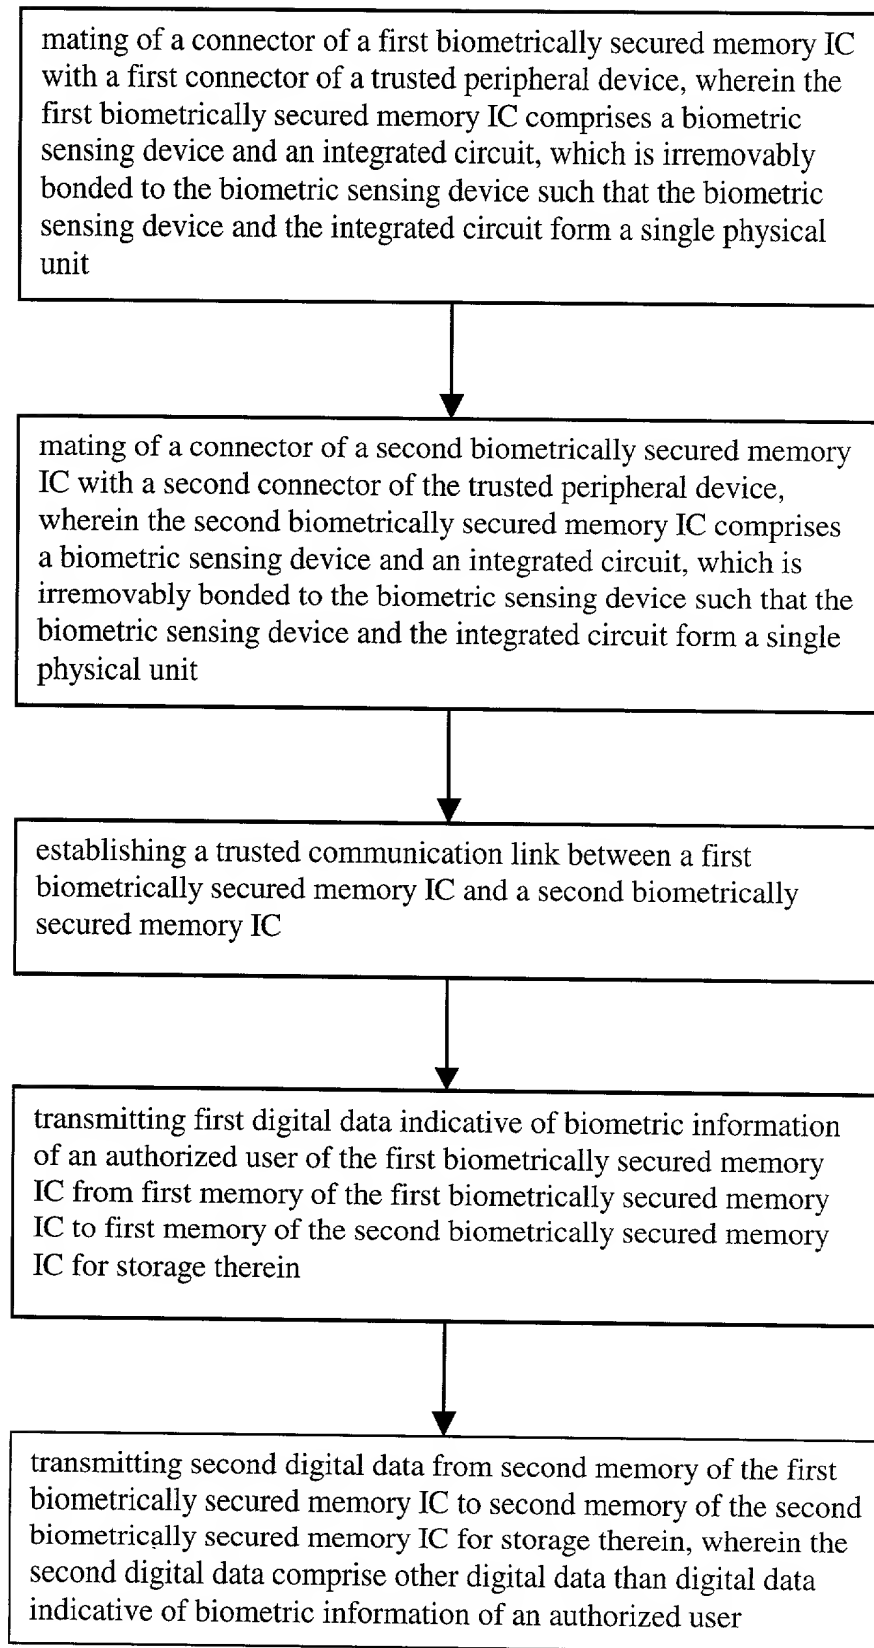 mating of a connector of a first biometrically secured memory IC
with a first connector of a trusted peripheral device, wherein the
first biometrically secured memory IC comprises a biometric
sensing device and an integrated circuit, which is irremovably
bonded to the biometric sensing device such that the biometric
sensing device and the integrated circuit form a single physical
unit
mating of a connector of a second biometrically secured memory
IC with a second connector of the trusted peripheral device,
wherein the second biometrically secured memory IC comprises
a biometric sensing device and an integrated circuit, which is
irremovably bonded to the biometric sensing device such that the
biometric sensing device and the integrated circuit form a single
physical unit
establishing a trusted communication link between a first
biometrically secured memory IC and a second biometrically
secured memory IC
transmitting first digital data indicative of biometric information
of an authorized user of the first biometrically secured memory
IC from first memory of the first biometrically secured memory
IC to first memory of the second biometrically secured memory
IC for storage therein
transmitting second digital data from second memory of the first
biometrically secured memory IC to second memory of the second
biometrically secured memory IC for storage therein, wherein the
second digital data comprise other digital data than digital data
indicative of biometric information of an authorized user